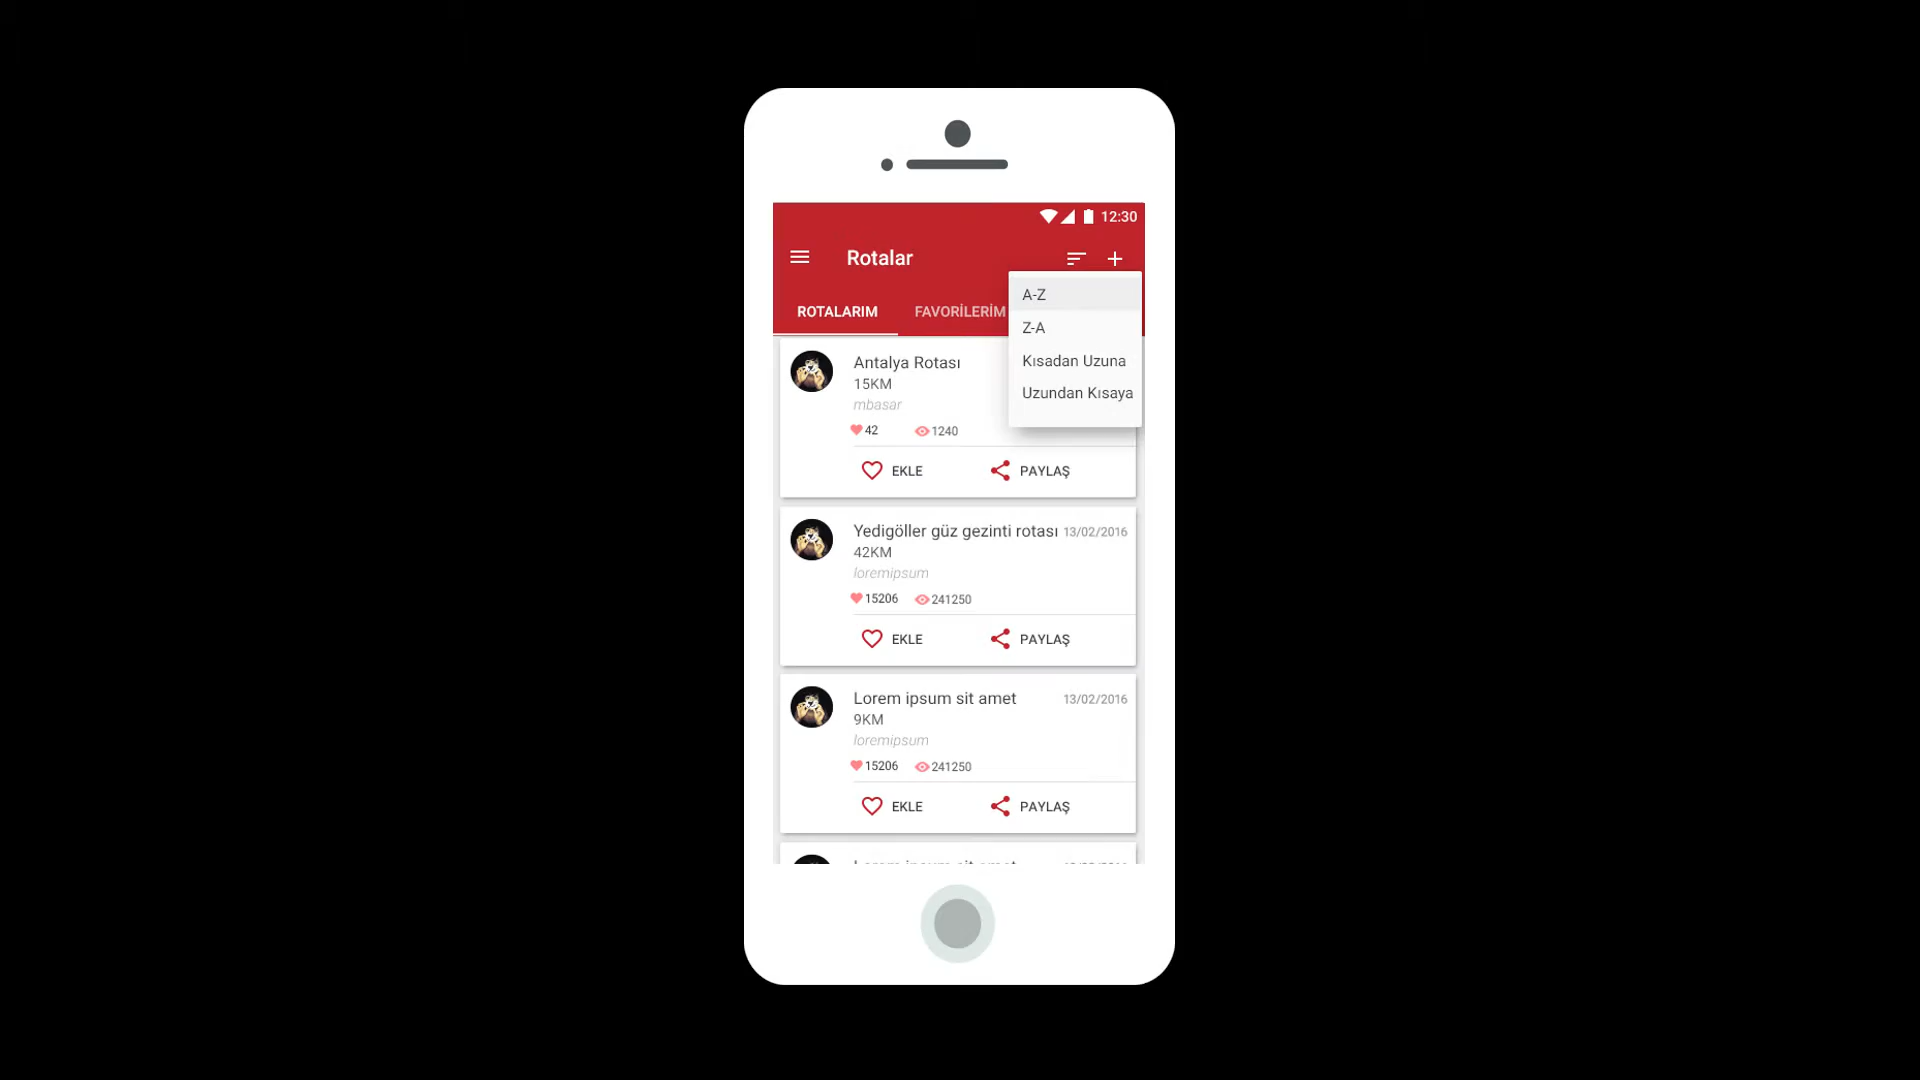 12:30
Rotalar
ROTALARIM
FAVORİLERİM
A-Z
Z-A
Kısadan Uzuna
Uzundan Kısaya
Antalya Rotası
15KM
mbasar
42 1240
EKLE PAYLAŞ
Yedigöller güz gezinti rotası 13/02/2016
42KM
loremipsum
15206 241250
EKLE PAYLAŞ
Lorem ipsum sit amet 13/02/2016
9KM
loremipsum
15206 241250
EKLE PAYLAŞ